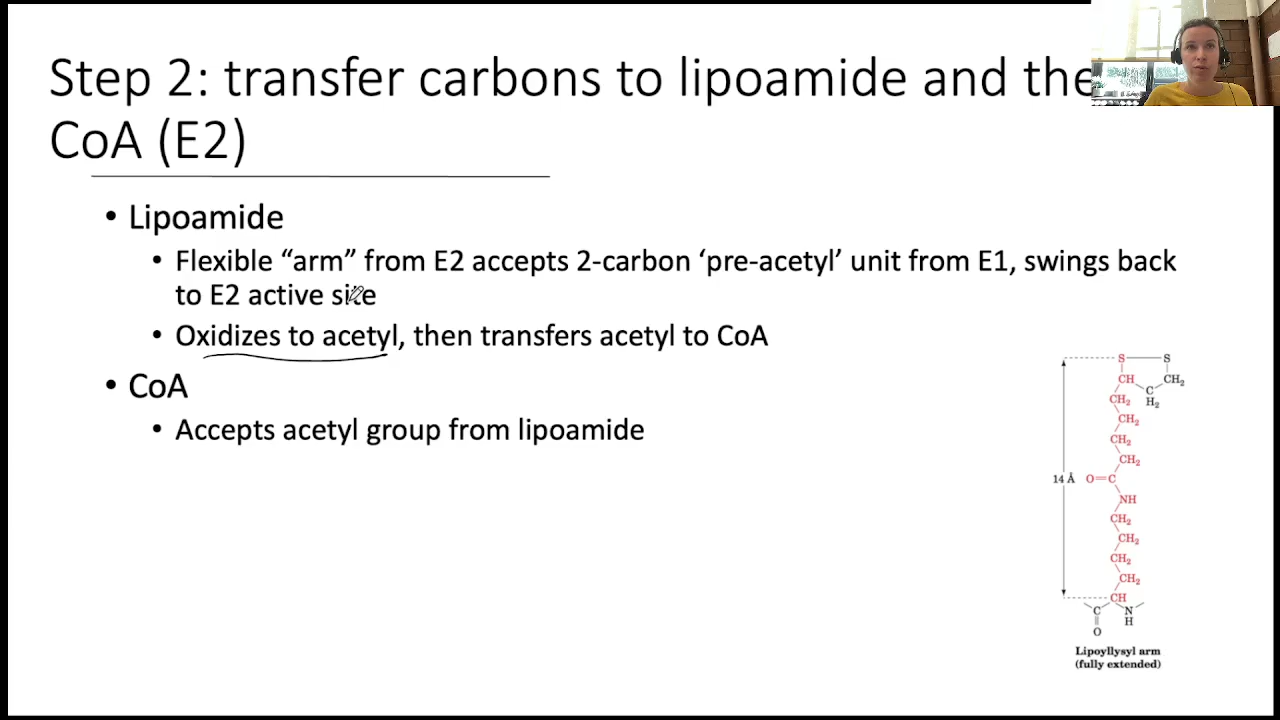 Step 2: transfer carbons to lipoamide and the
CoA (E2)
• Lipoamide
• Flexible “arm” from E2 accepts 2-carbon ‘pre-acetyl’ unit from E1, swings back
to E2 active site
• Oxidizes to acetyl, then transfers acetyl to CoA
• CoA
• Accepts acetyl group from lipoamide
S S
CH CH₂
C
CH₂ H₂
CH₂
CH₂
CH₂
14 Å O=C
NH
CH₂
CH₂
CH₂
CH₂
CH
C N
H
O
Lipoyllysyl arm
(fully extended)